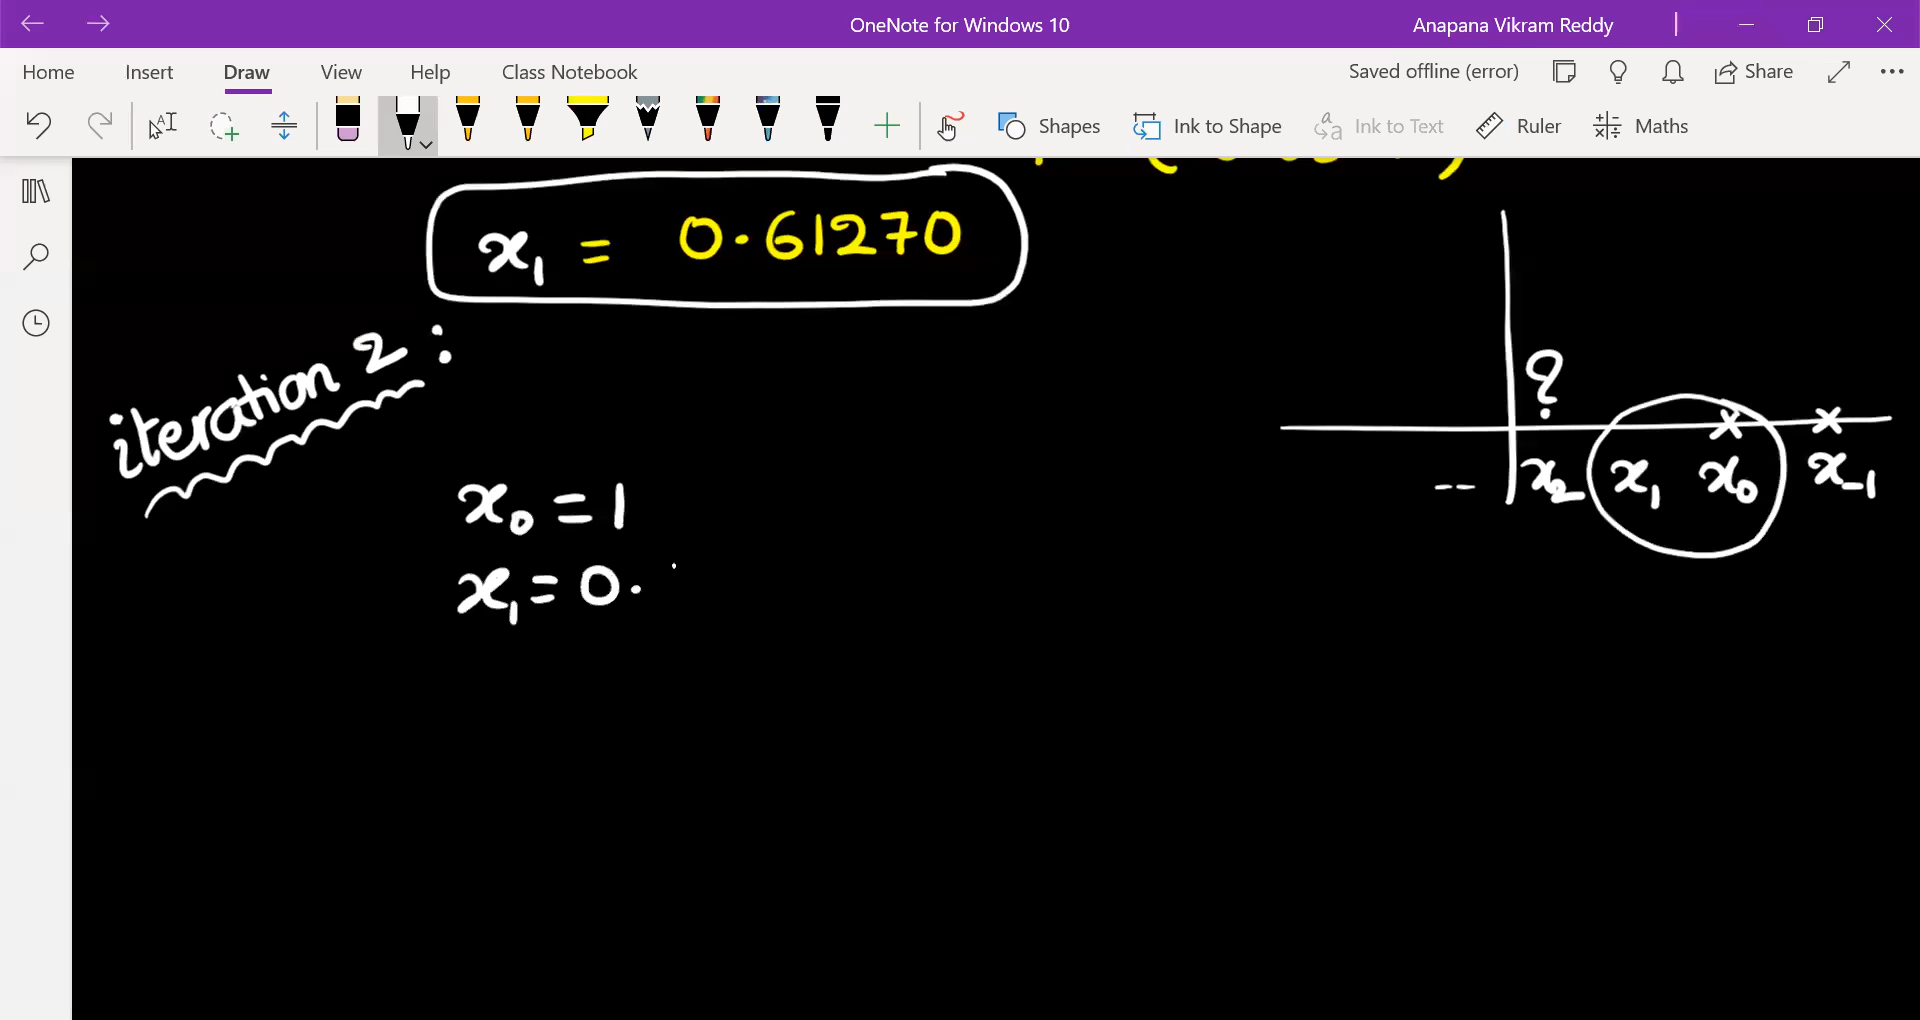 OneNote for Windows 10
Anapana Vikram Reddy
Home Insert Draw View Help Class Notebook
Saved offline (error) Share
Shapes Ink to Shape Ink to Text Ruler Maths
x₁ = 0.61270
iteration 2 :
?
-- x₂ x₁ x₀ x₋₁
x₀ = 1
x₁ = 0.